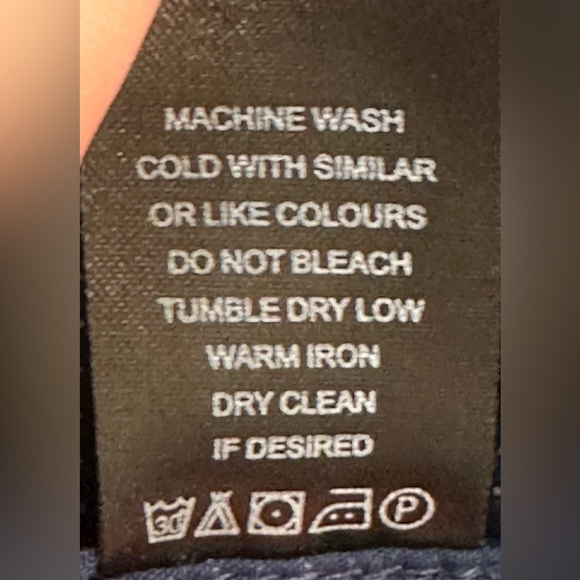 MACHINE WASH
COLD WITH SIMILAR
OR LIKE COLOURS
DO NOT BLEACH
TUMBLE DRY LOW
WARM IRON
DRY CLEAN
IF DESIRED
30 P